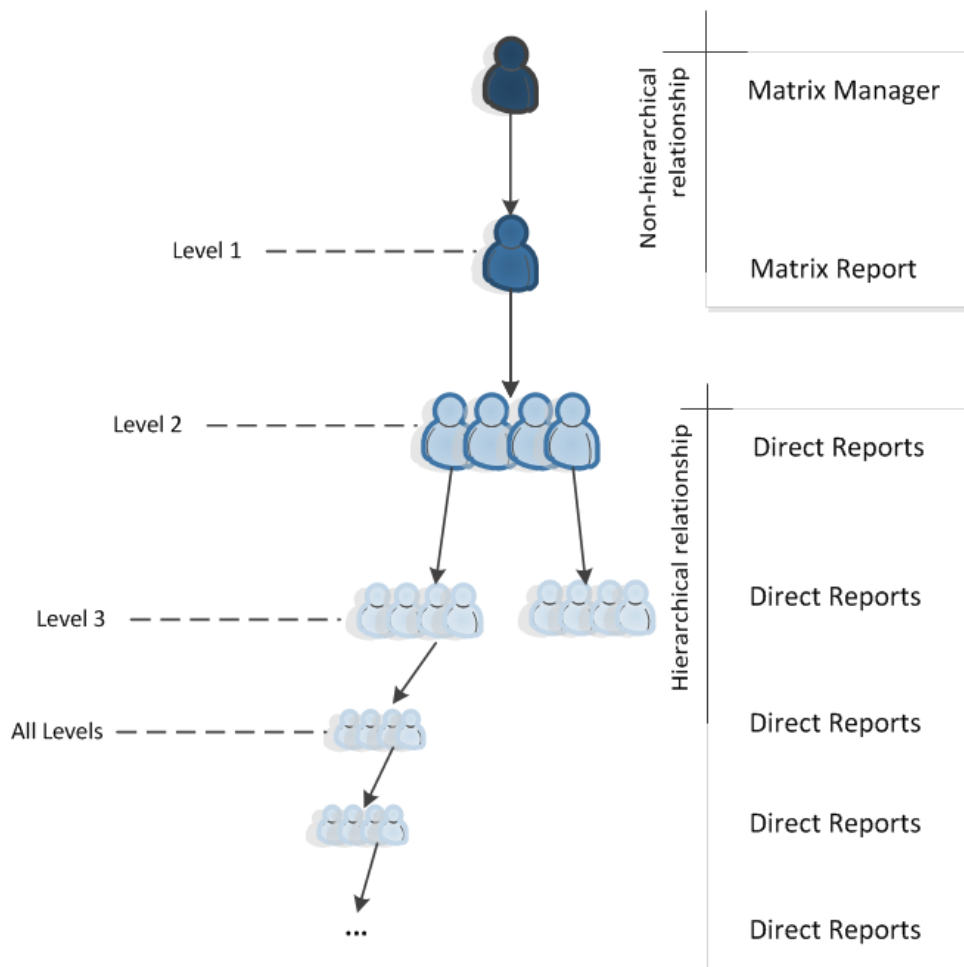 Non-hierarchical
relationship
Matrix Manager
Level 1
Matrix Report
Level 2
Hierarchical relationship
Direct Reports
Level 3
Direct Reports
All Levels
Direct Reports
Direct Reports
...
Direct Reports